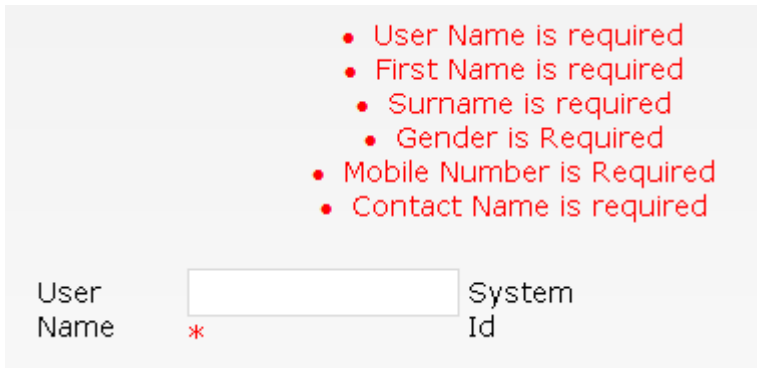 • User Name is required
• First Name is required
• Surname is required
• Gender is Required
• Mobile Number is Required
• Contact Name is required
User System
Name * Id